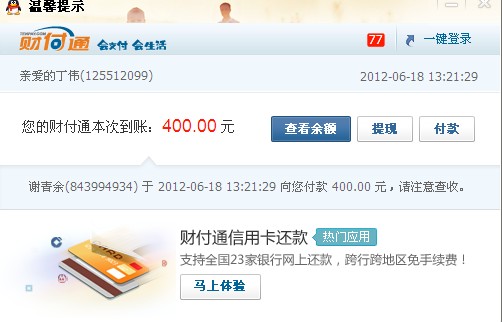 温馨提示
财付通 会支付 会生活
77 一键登录
亲爱的丁伟(125512099) 2012-06-18 13:21:29
您的财付通本次到账：400.00 元 查看余额 提现 付款
谢青余(843994934) 于 2012-06-18 13:21:29 向您付款 400.00 元，请注意查收。
财付通信用卡还款 热门应用
支持全国23家银行网上还款，跨行跨地区免手续费！
马上体验